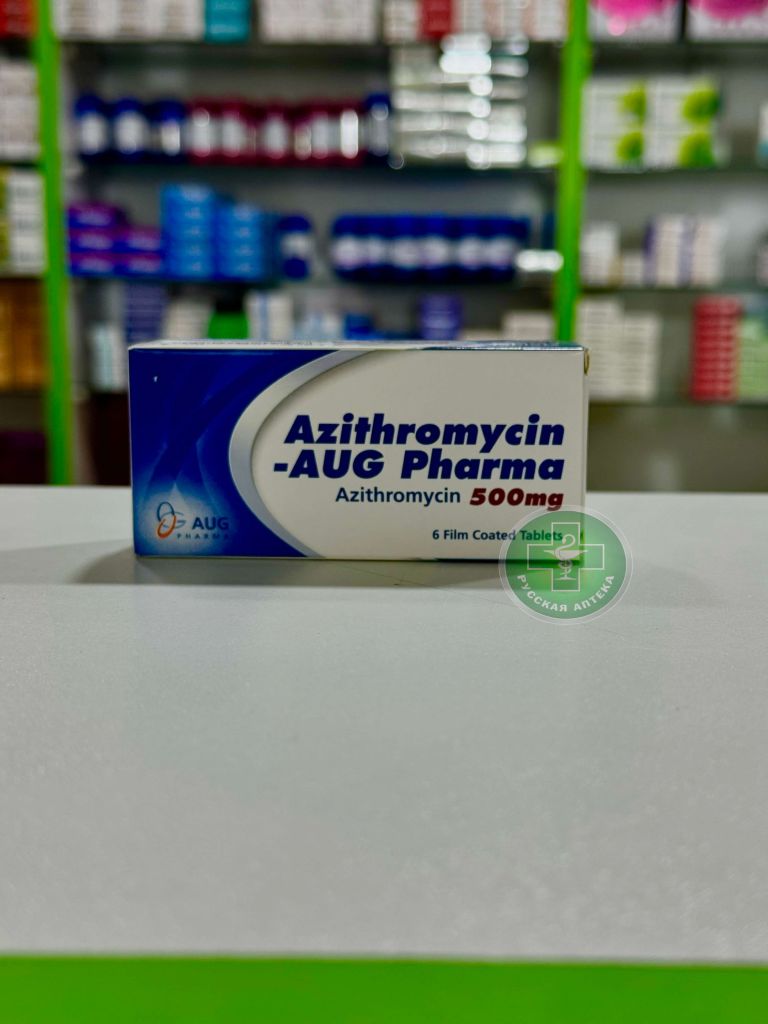 Azithromycin
-AUG Pharma
Azithromycin 500mg
6 Film Coated Tablets
AUG
PHARMA
РУССКАЯ АПТЕКА